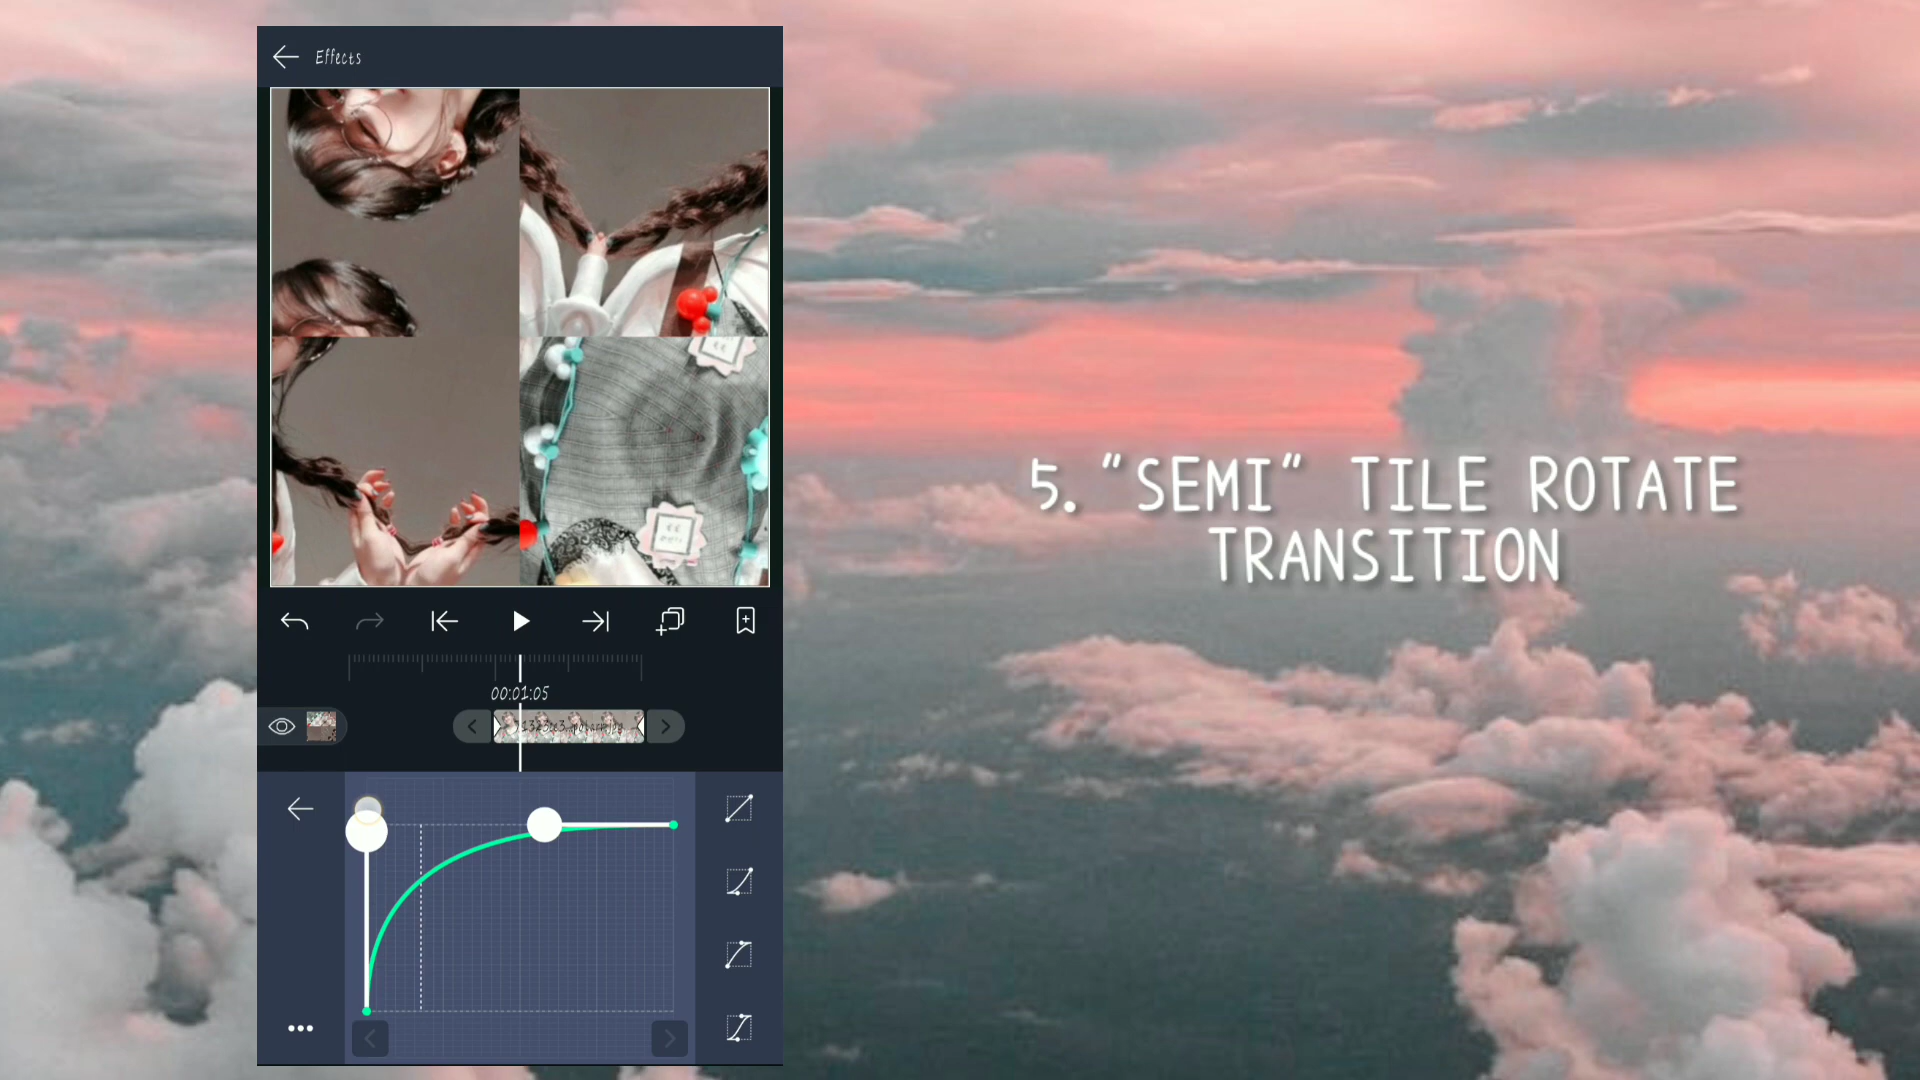 Effects
5. "SEMI" TILE ROTATE
TRANSITION
00:01:05